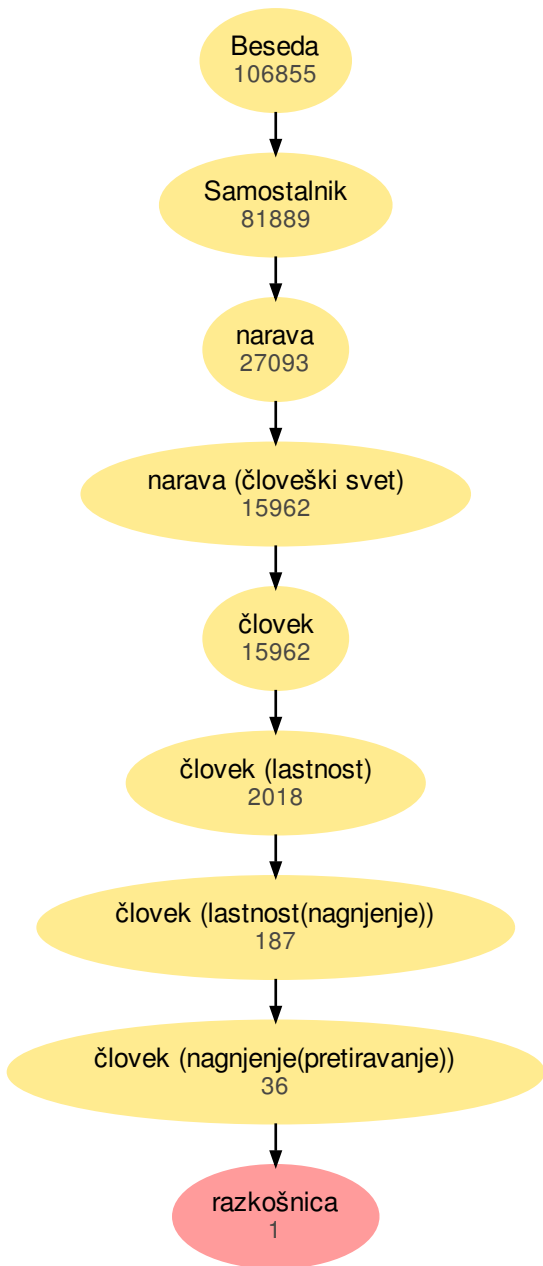 Beseda
106855
Samostalnik
81889
narava
27093
narava (človeški svet)
15962
človek
15962
človek (lastnost)
2018
človek (lastnost(nagnjenje))
187
človek (nagnjenje(pretiravanje))
36
razkošnica
1